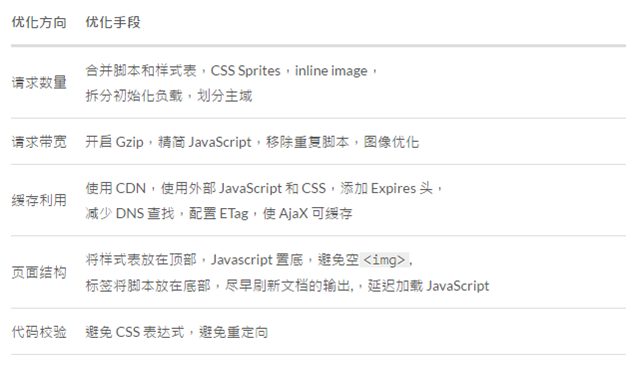 优化方向 优化手段
请求数量 合并脚本和样式表，CSS Sprites，inline image，
拆分初始化负载，划分主域
请求带宽 开启 Gzip，精简 JavaScript，移除重复脚本，图像优化
缓存利用 使用 CDN，使用外部 JavaScript 和 CSS，添加 Expires 头，
减少 DNS 查找，配置 ETag，使 AjaX 可缓存
页面结构 将样式表放在顶部，Javascript 置底，避免空 <img>,
标签将脚本放在底部，尽早刷新文档的输出,，延迟加载 JavaScript
代码校验 避免 CSS 表达式，避免重定向